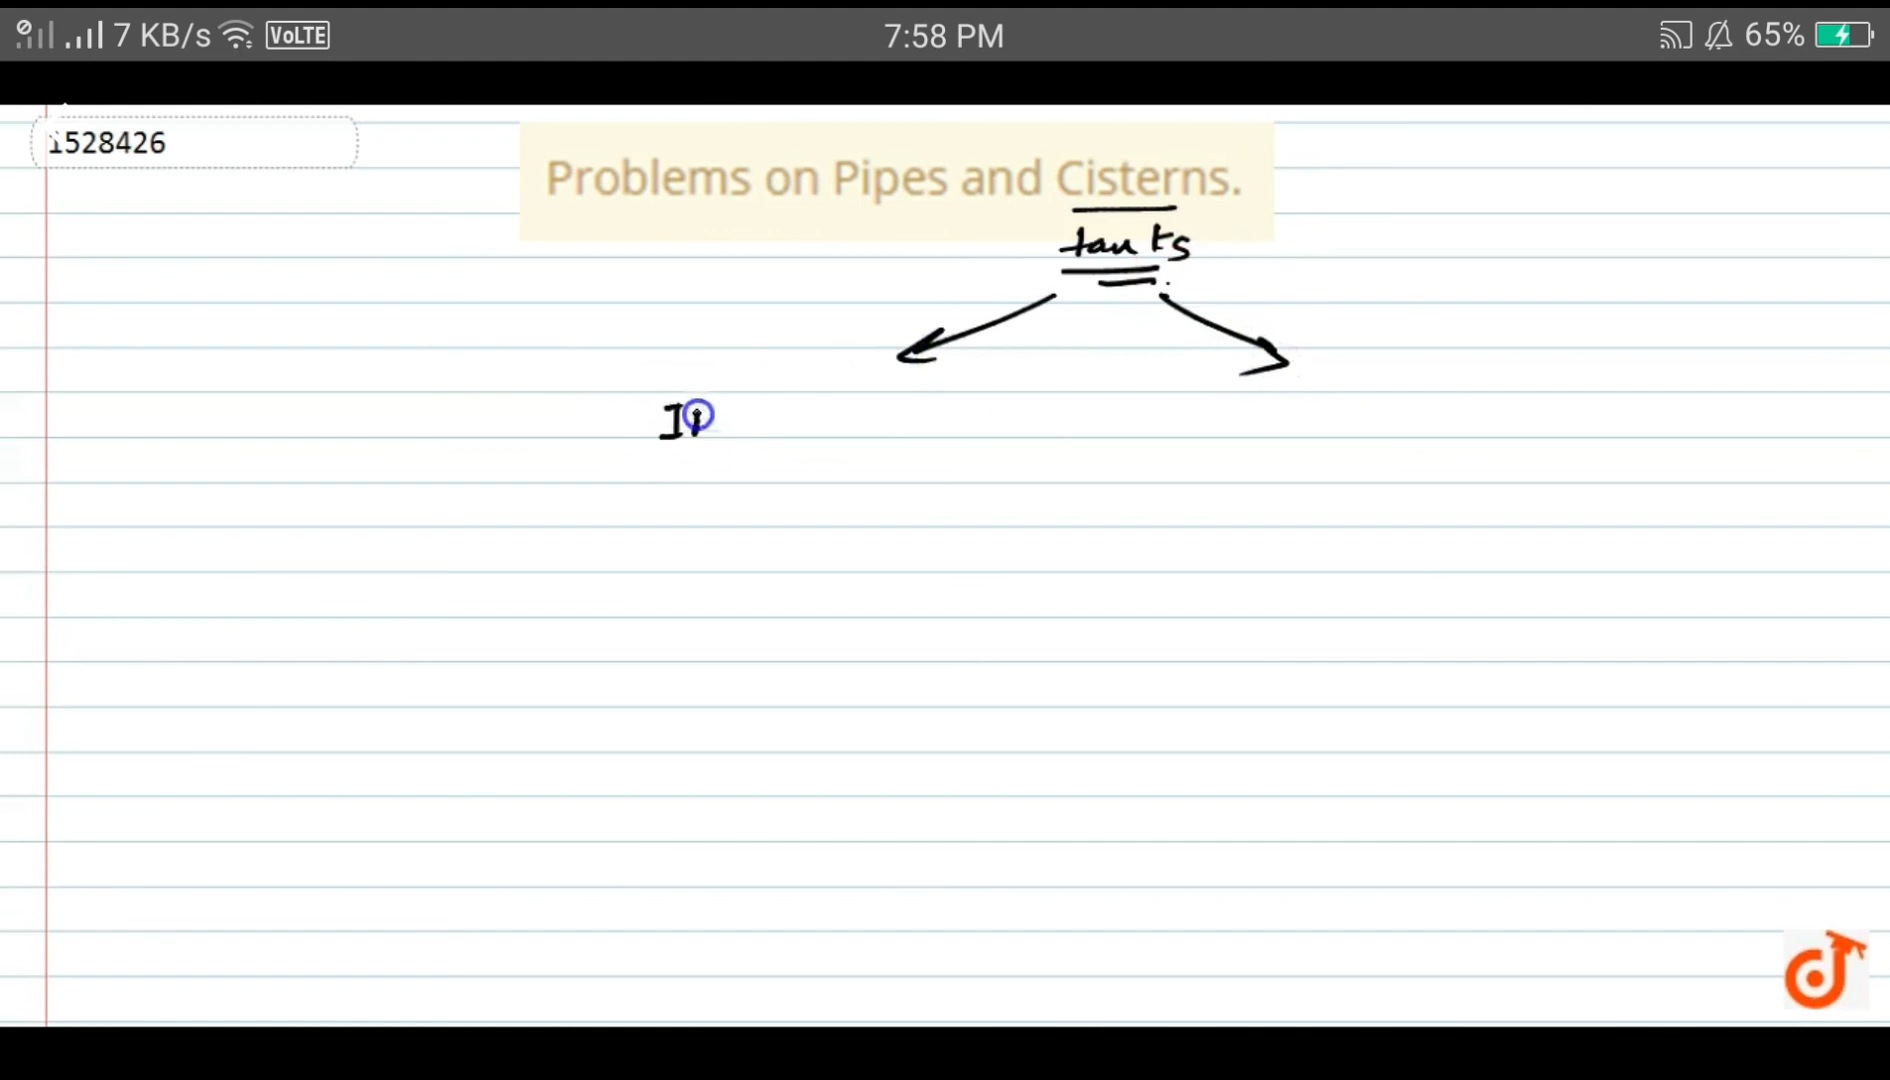 7 KB/s VoLTE 7:58 PM 65%
1528426
Problems on Pipes and Cisterns.
tanks